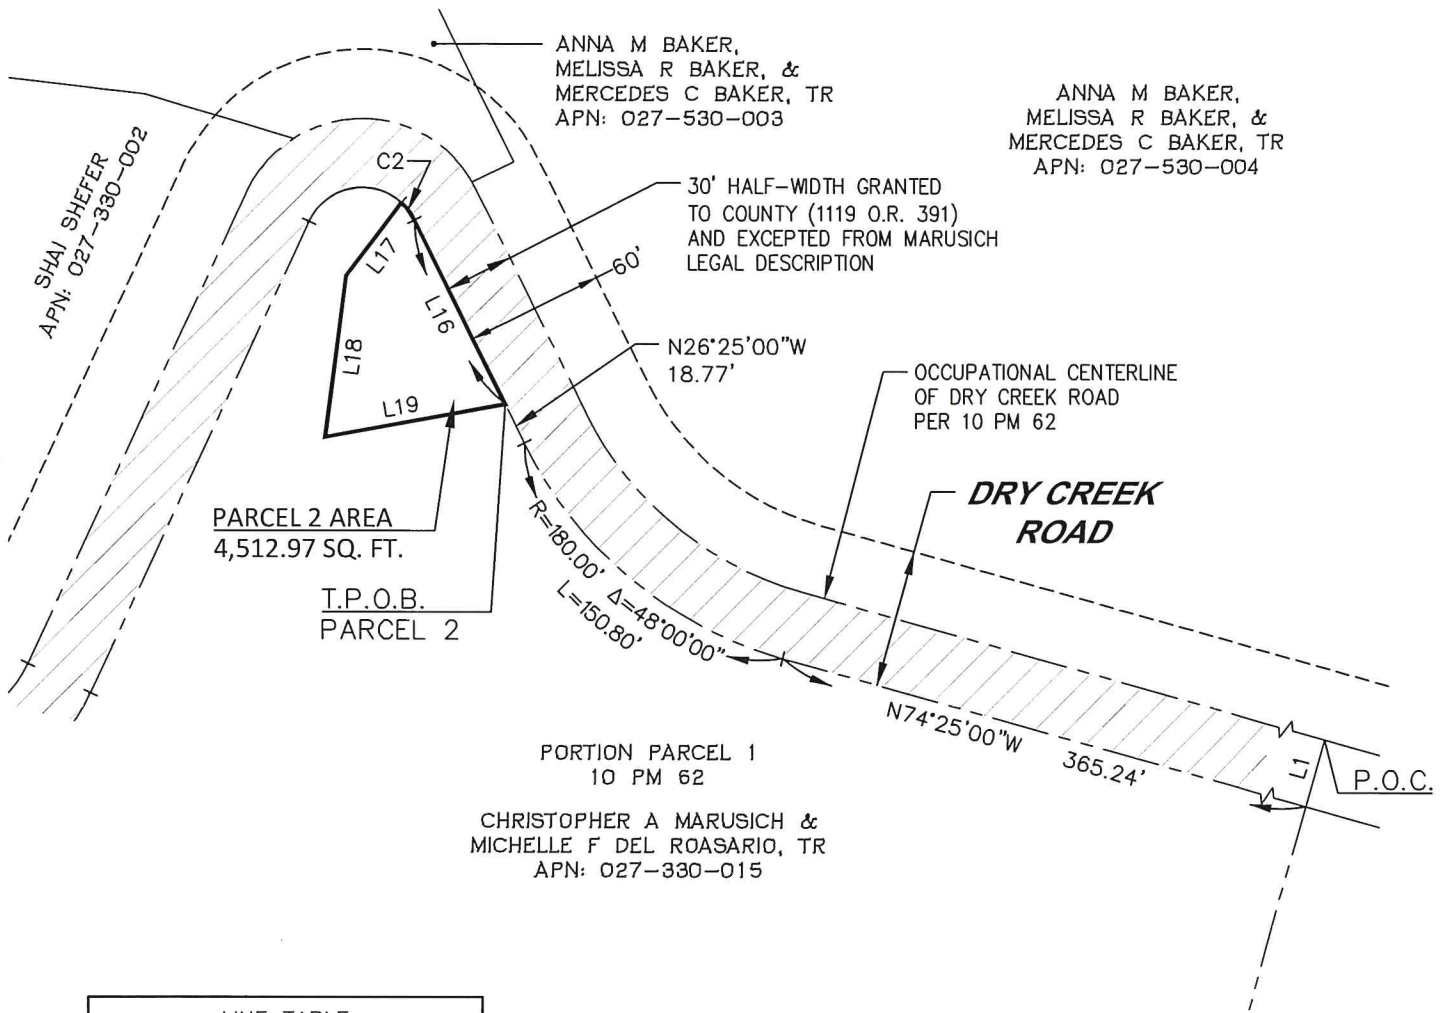 ANNA M BAKER,
MELISSA R BAKER, &
MERCEDES C BAKER, TR
APN: 027-530-003
ANNA M BAKER,
MELISSA R BAKER, &
MERCEDES C BAKER, TR
APN: 027-530-004
SHAI SHEFER
APN: 027-330-002
C2
30' HALF-WIDTH GRANTED
TO COUNTY (1119 O.R. 391)
AND EXCEPTED FROM MARUSICH
LEGAL DESCRIPTION
60'
L17
L16
L18
L19
N26°25'00"W
18.77'
OCCUPATIONAL CENTERLINE
OF DRY CREEK ROAD
PER 10 PM 62
DRY CREEK
ROAD
PARCEL 2 AREA
4,512.97 SQ. FT.
T.P.O.B.
PARCEL 2
R=180.00' Δ=48°00'00"
L=150.80'
N74°25'00"W 365.24'
L1
P.O.C.
PORTION PARCEL 1
10 PM 62
CHRISTOPHER A MARUSICH &
MICHELLE F DEL ROASARIO, TR
APN: 027-330-015